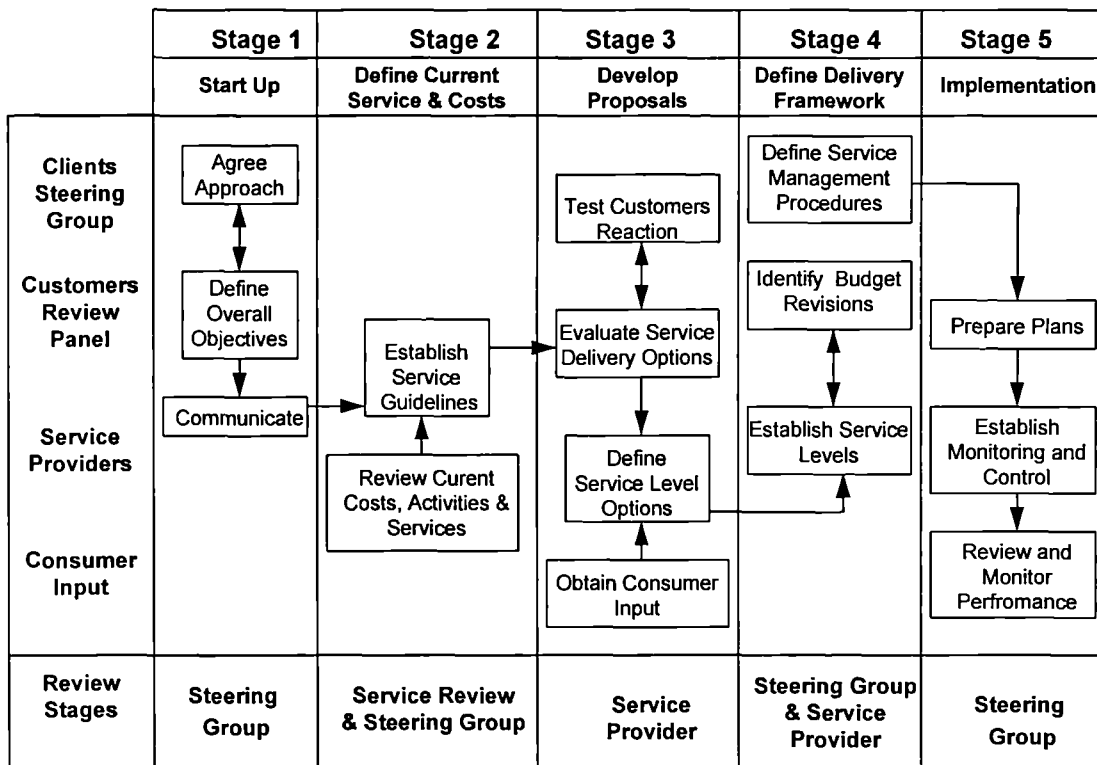 Stage 1
Stage 2
Stage 3
Stage 4
Stage 5
Start Up
Define Current
Service & Costs
Develop
Proposals
Define Delivery
Framework
Implementation
Clients
Steering
Group
Customers
Review
Panel
Service
Providers
Consumer
Input
Agree
Approach
Define
Overall
Objectives
Communicate
Establish
Service
Guidelines
Review Curent
Costs, Activities &
Services
Test Customers
Reaction
Evaluate Service
Delivery Options
Define
Service Level
Options
Obtain Consumer
Input
Define Service
Management
Procedures
Identify Budget
Revisions
Establish Service
Levels
Prepare Plans
Establish
Monitoring and
Control
Review and
Monitor
Perfromance
Review
Stages
Steering
Group
Service Review
& Steering Group
Service
Provider
Steering Group
& Service
Provider
Steering
Group